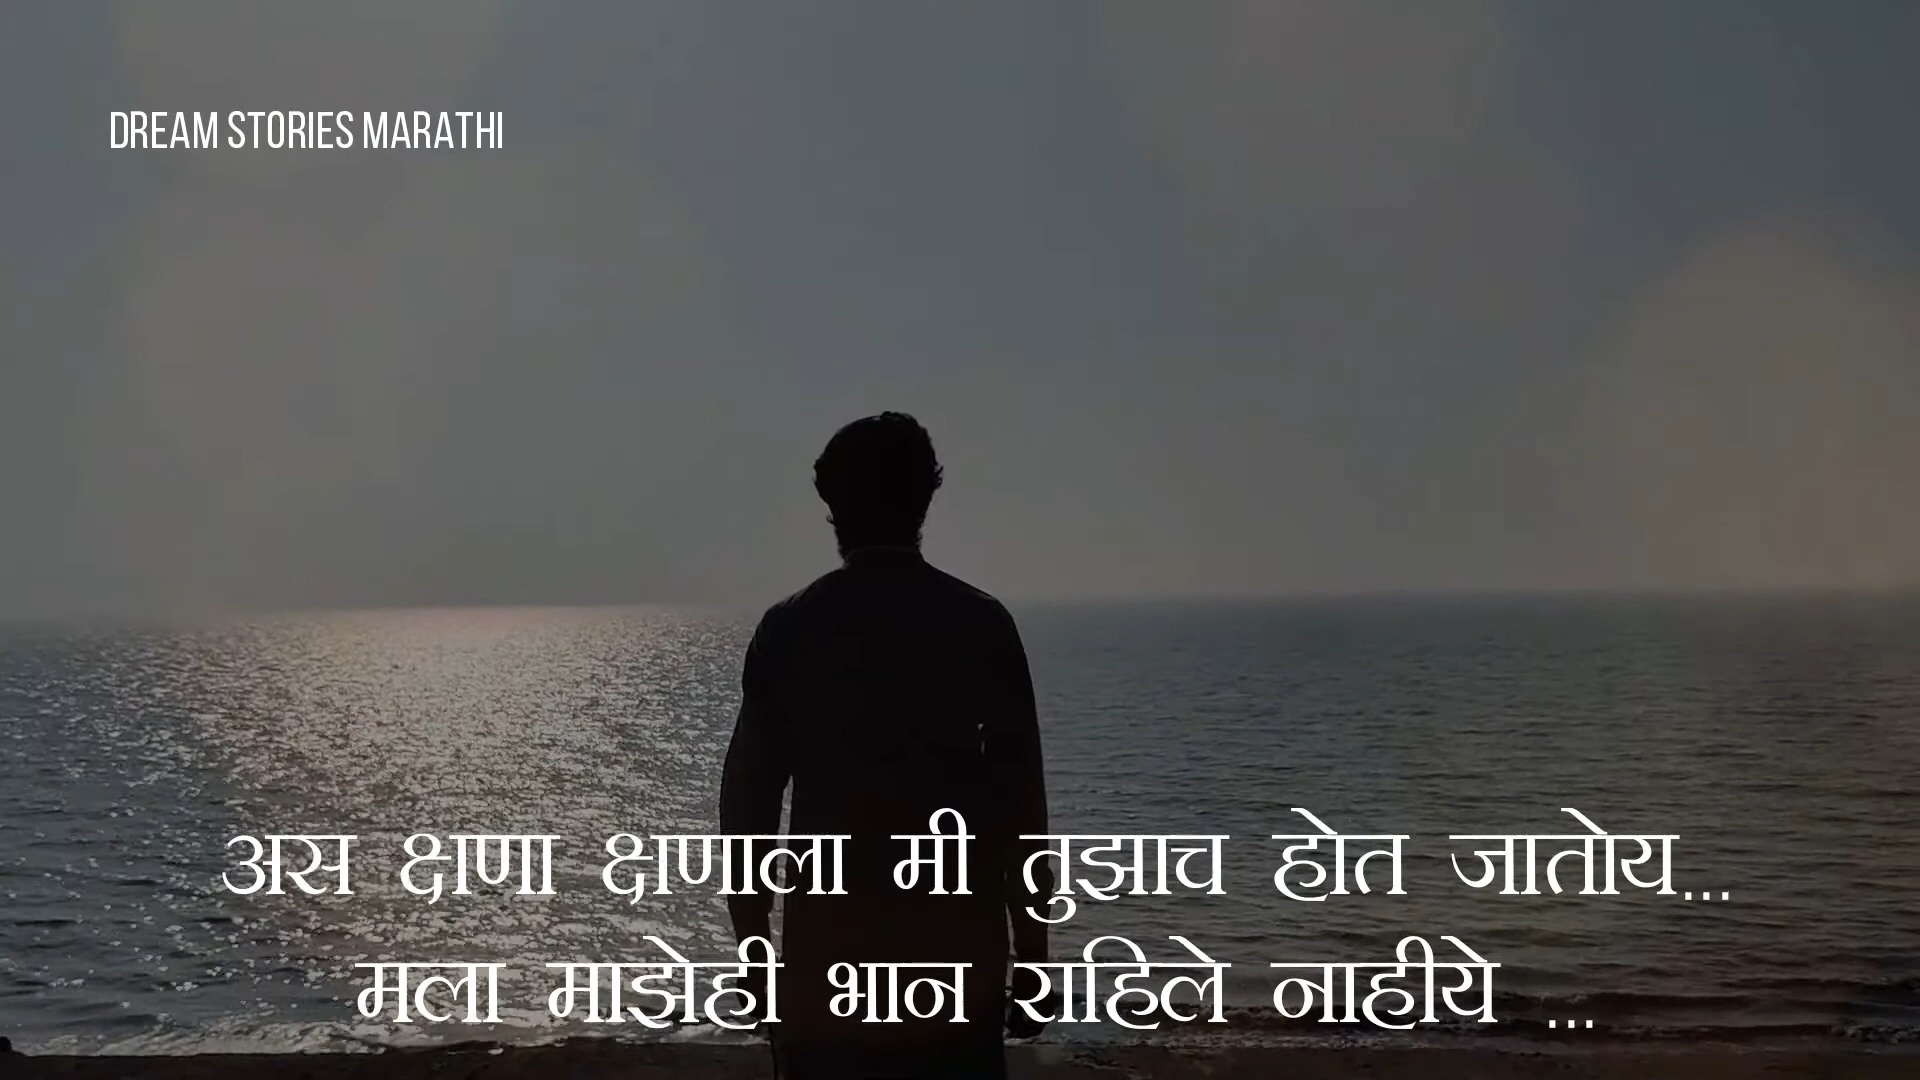 DREAM STORIES MARATHI
अस क्षणा क्षणाला मी तुझाच होत जातोय...
मला माझेही भान राहिले नाहीये ...